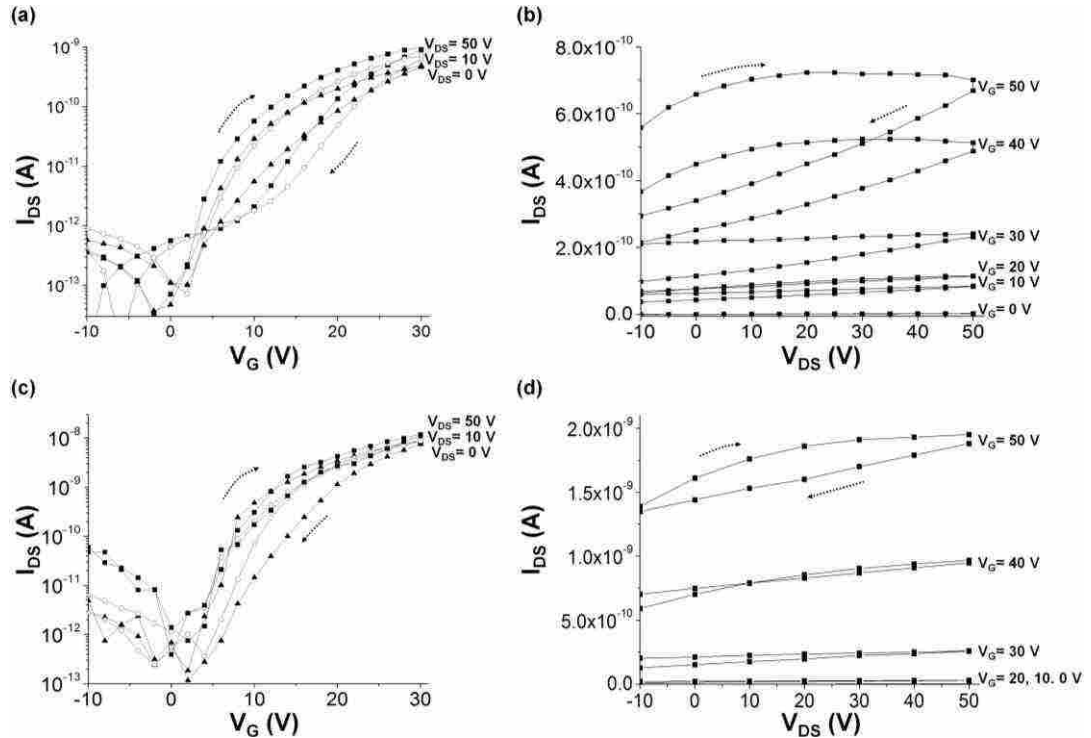 (a)
10⁻⁹
10⁻¹⁰
10⁻¹¹
10⁻¹²
10⁻¹³
I_DS (A)
V_DS= 50 V
V_DS= 10 V
V_DS= 0 V
-10 0 10 20 30
V_G (V)
(b)
8.0x10⁻¹⁰
6.0x10⁻¹⁰
4.0x10⁻¹⁰
2.0x10⁻¹⁰
0.0
I_DS (A)
V_G= 50 V
V_G= 40 V
V_G= 30 V
V_G= 20 V
V_G= 10 V
V_G= 0 V
-10 0 10 20 30 40 50
V_DS (V)
(c)
10⁻⁸
10⁻⁹
10⁻¹⁰
10⁻¹¹
10⁻¹²
10⁻¹³
I_DS (A)
V_DS= 50 V
V_DS= 10 V
V_DS= 0 V
-10 0 10 20 30
V_G (V)
(d)
2.0x10⁻⁹
1.5x10⁻⁹
1.0x10⁻⁹
5.0x10⁻¹⁰
0.0
I_DS (A)
V_G= 50 V
V_G= 40 V
V_G= 30 V
V_G= 20, 10. 0 V
-10 0 10 20 30 40 50
V_DS (V)